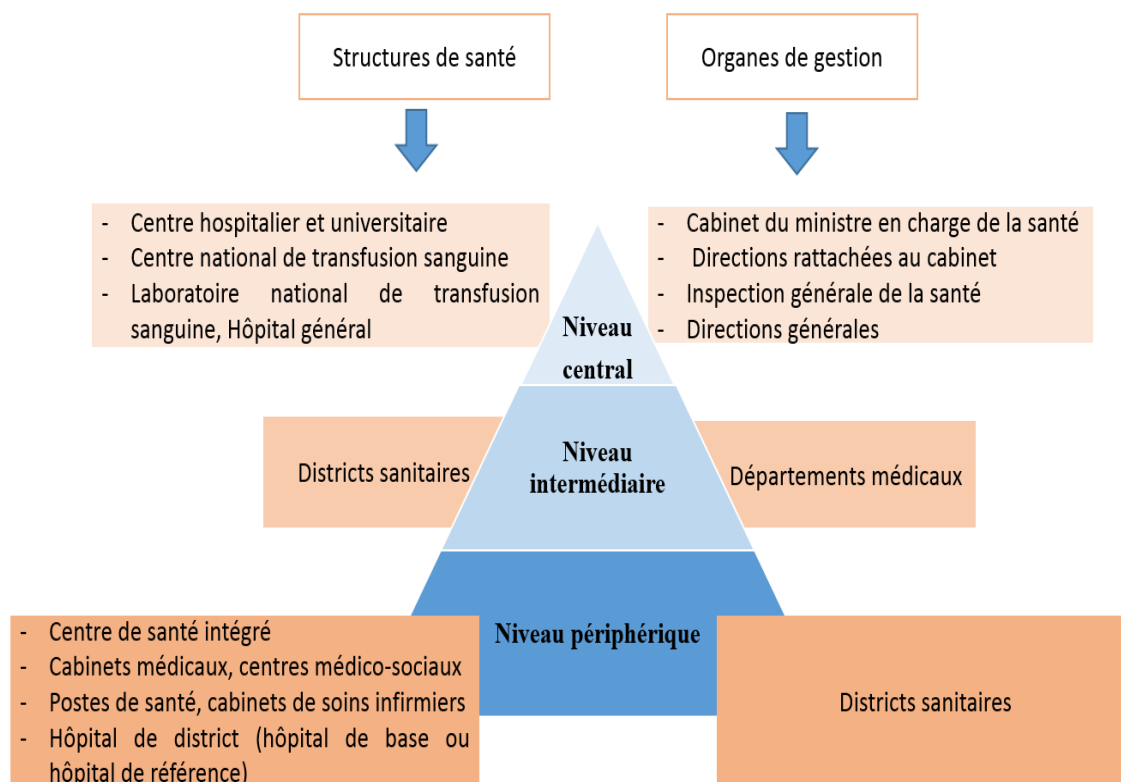 Structures de santé
Organes de gestion
- Centre hospitalier et universitaire
- Centre national de transfusion sanguine
- Laboratoire national de transfusion
sanguine, Hôpital général
- Cabinet du ministre en charge de la santé
- Directions rattachées au cabinet
- Inspection générale de la santé
- Directions générales
Niveau
central
Districts sanitaires
Niveau
intermédiaire
Départements médicaux
- Centre de santé intégré
- Cabinets médicaux, centres médico-sociaux
- Postes de santé, cabinets de soins infirmiers
- Hôpital de district (hôpital de base ou
hôpital de référence)
Niveau périphérique
Districts sanitaires